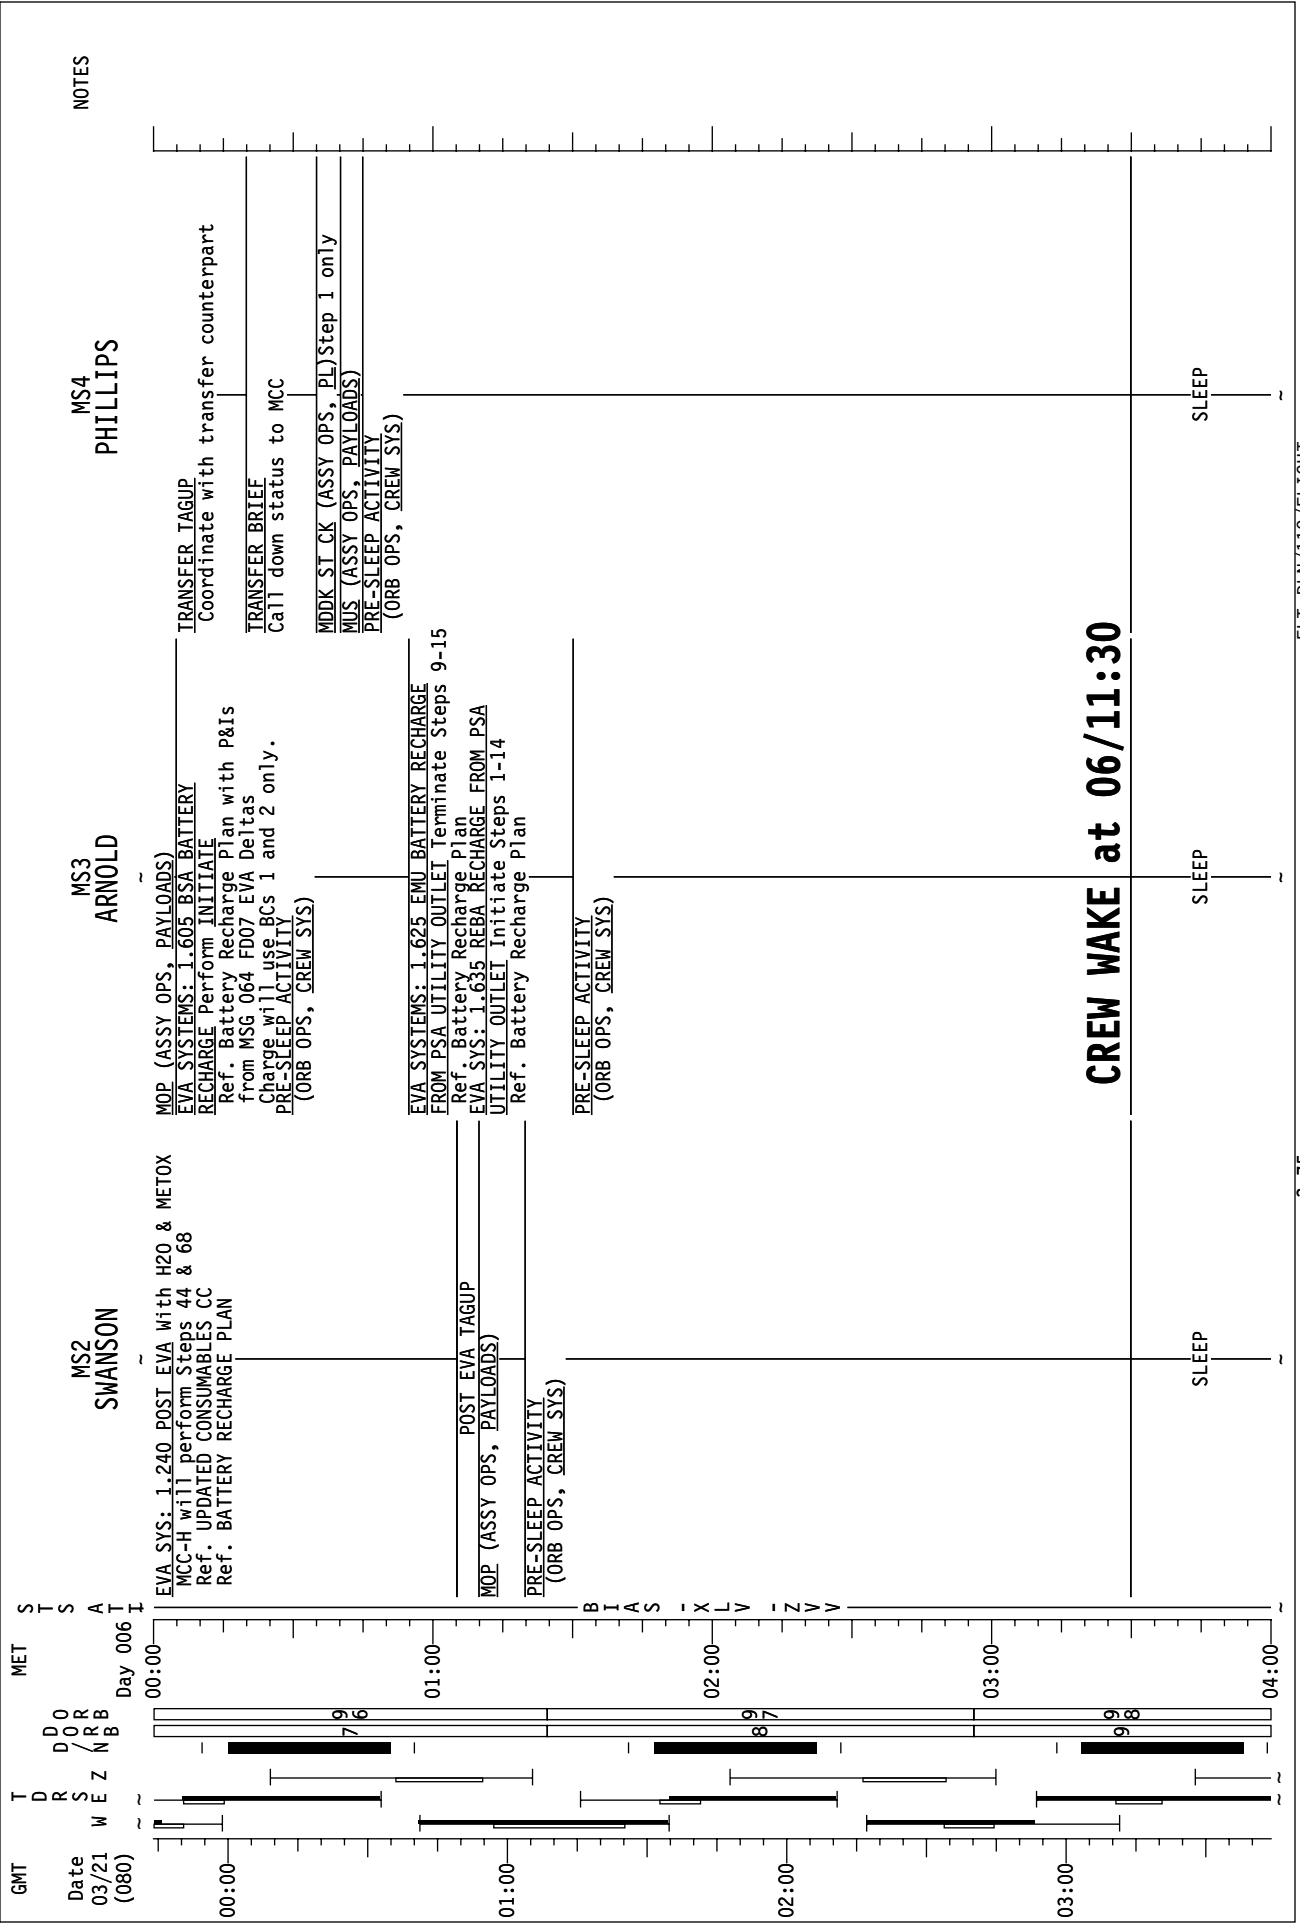 GMT
Date
03/21
(080)
00:00
01:00
02:00
03:00
T
D
R
S
W E Z
D D O
/ O R
N R B
B B
7
96
8
97
9
98
MET
Day 006
00:00
01:00
02:00
03:00
04:00
S
T
S
A
T
T
I
BIAS -XLV -ZVV
MS2
SWANSON
EVA SYS: 1.240 POST EVA With H20 & METOX
MCC-H will perform Steps 44 & 68
Ref. UPDATED CONSUMABLES CC
Ref. BATTERY RECHARGE PLAN
POST EVA TAGUP
MOP (ASSY OPS, PAYLOADS)
PRE-SLEEP ACTIVITY
(ORB OPS, CREW SYS)
SLEEP
MS3
ARNOLD
MOP (ASSY OPS, PAYLOADS)
EVA SYSTEMS: 1.605 BSA BATTERY
RECHARGE Perform INITIATE
Ref. Battery Recharge Plan with P&Is
from MSG 064 FD07 EVA Deltas
Charge will use BCs 1 and 2 only.
PRE-SLEEP ACTIVITY
(ORB OPS, CREW SYS)
EVA SYSTEMS: 1.625 EMU BATTERY RECHARGE
FROM PSA UTILITY OUTLET Terminate Steps 9-15
Ref. Battery Recharge Plan
EVA SYS: 1.635 REBA RECHARGE FROM PSA
UTILITY OUTLET Initiate Steps 1-14
Ref. Battery Recharge Plan
PRE-SLEEP ACTIVITY
(ORB OPS, CREW SYS)
CREW WAKE at 06/11:30
SLEEP
MS4
PHILLIPS
TRANSFER TAGUP
Coordinate with transfer counterpart
TRANSFER BRIEF
Call down status to MCC
MDDK ST CK (ASSY OPS, PL)Step 1 only
MUS (ASSY OPS, PAYLOADS)
PRE-SLEEP ACTIVITY
(ORB OPS, CREW SYS)
SLEEP
NOTES